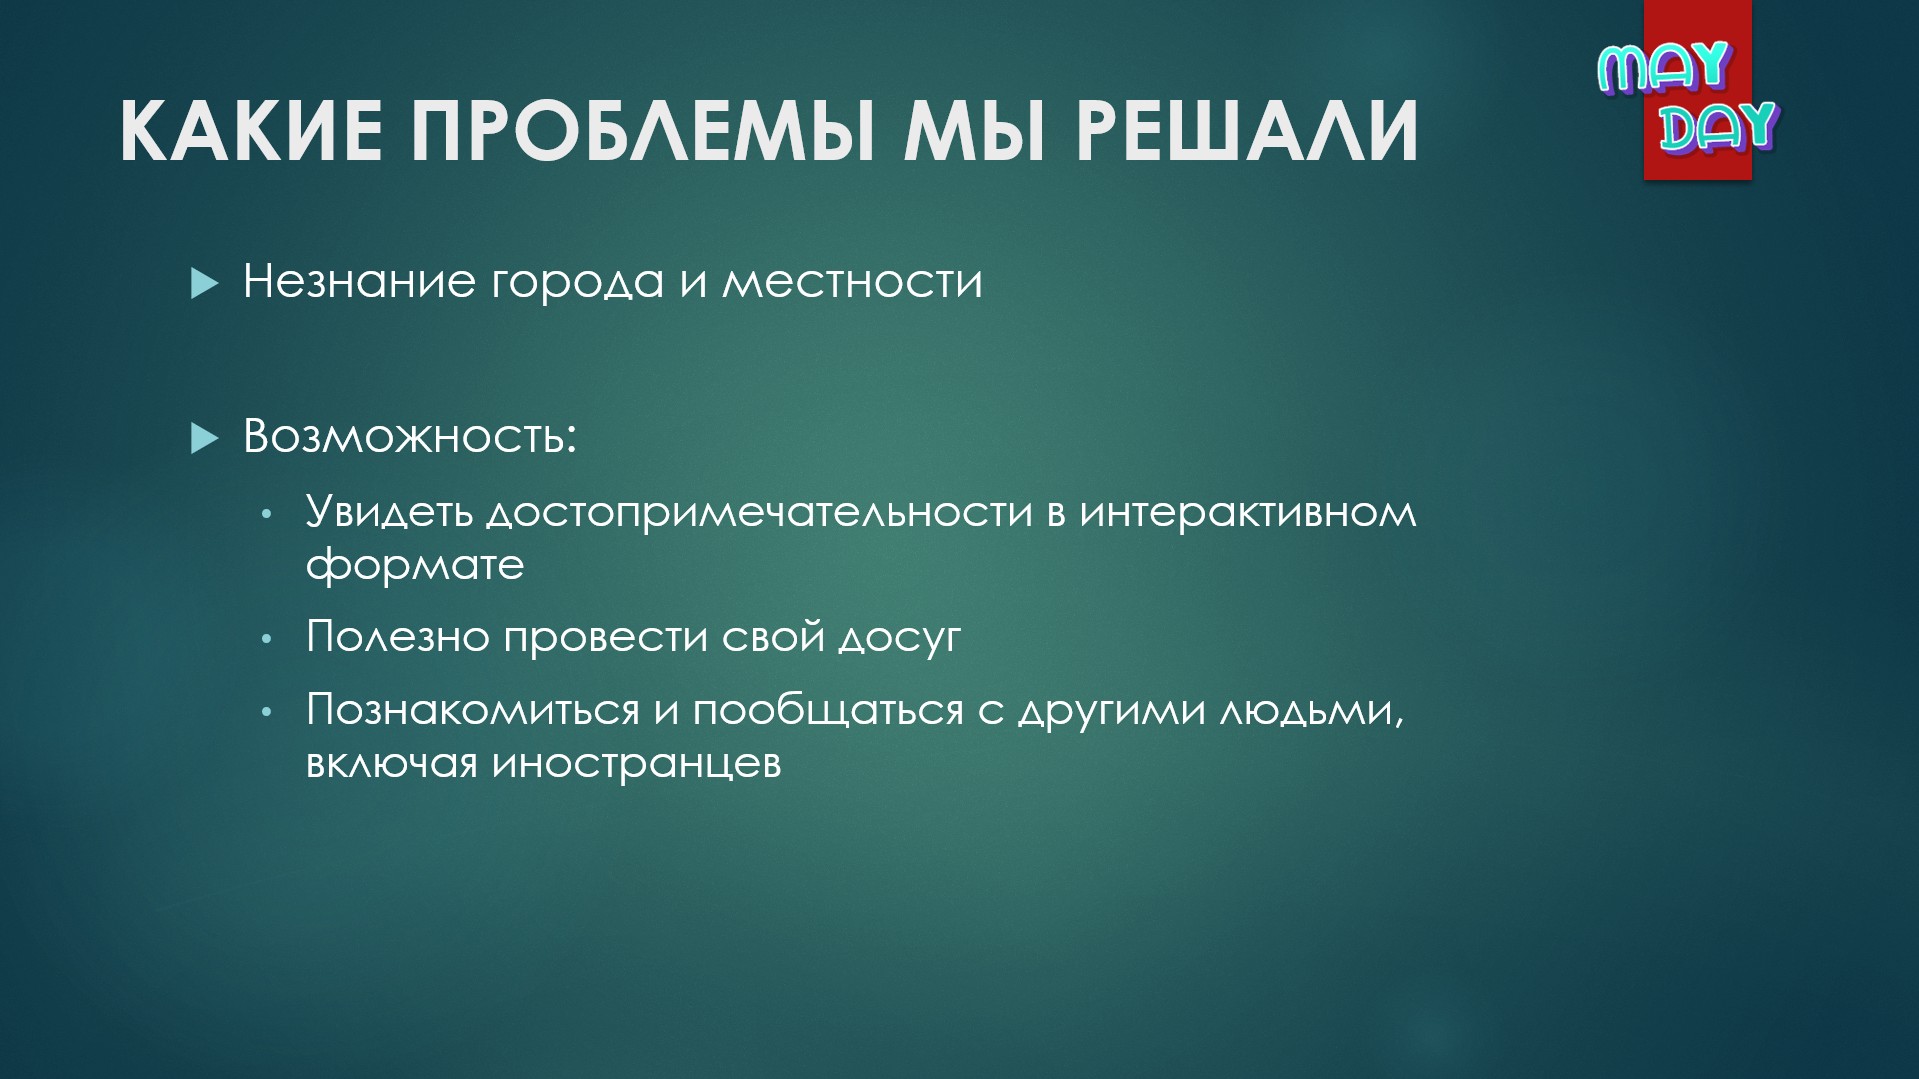 MAY
DAY
КАКИЕ ПРОБЛЕМЫ МЫ РЕШАЛИ
Незнание города и местности
Возможность:
Увидеть достопримечательности в интерактивном
формате
Полезно провести свой досуг
Познакомиться и пообщаться с другими людьми,
включая иностранцев